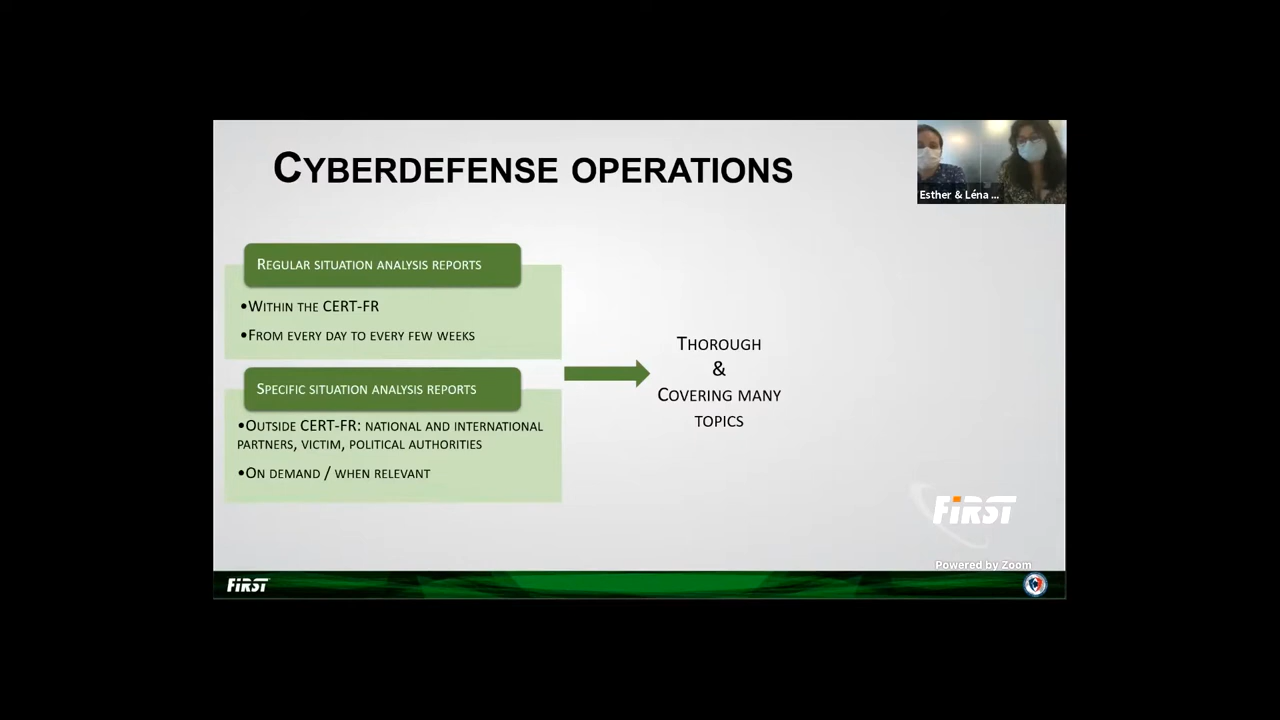 CYBERDEFENSE OPERATIONS
Esther & Léna ...
REGULAR SITUATION ANALYSIS REPORTS
•WITHIN THE CERT-FR
•FROM EVERY DAY TO EVERY FEW WEEKS
SPECIFIC SITUATION ANALYSIS REPORTS
•OUTSIDE CERT-FR: NATIONAL AND INTERNATIONAL
PARTNERS, VICTIM, POLITICAL AUTHORITIES
•ON DEMAND / WHEN RELEVANT
THOROUGH
&
COVERING MANY
TOPICS
FiRST
Powered by Zoom
FiRST